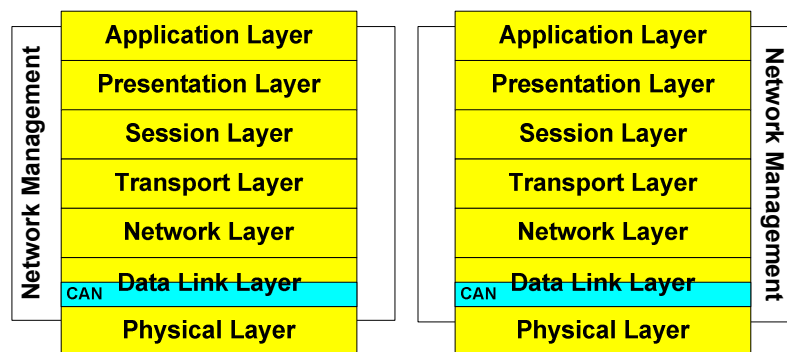 Network Management
Application Layer
Presentation Layer
Session Layer
Transport Layer
Network Layer
Data Link Layer
CAN
Physical Layer
Application Layer
Presentation Layer
Session Layer
Transport Layer
Network Layer
Data Link Layer
CAN
Physical Layer
Network Management